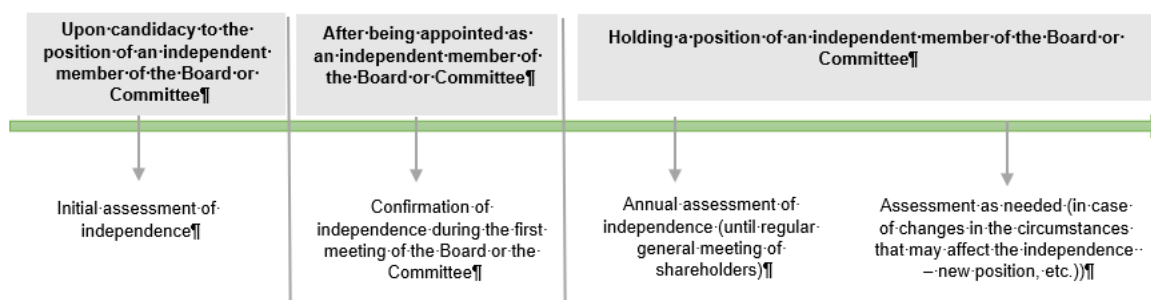 Upon·candidacy·to·the·
position·of·an·independent·
member·of·the·Board·or·
Committee¶
After·being·appointed·as·
an·independent·member·of·
the·Board·or·Committee¶
Holding·a·position·of·an·independent·member·of·the·Board·or·
Committee¶
Initial·assessment·of·
independence¶
Confirmation·of·
independence·during·the·first·
meeting·of·the·Board·or·the·
Committee¶
Annual·assessment·of·
independence·(until·regular·
general·meeting·of·
shareholders)¶
Assessment·as·needed·(in·case·
of·changes·in·the·circumstances·
that·may·affect·the·independence··
–·new·position,·etc.))¶